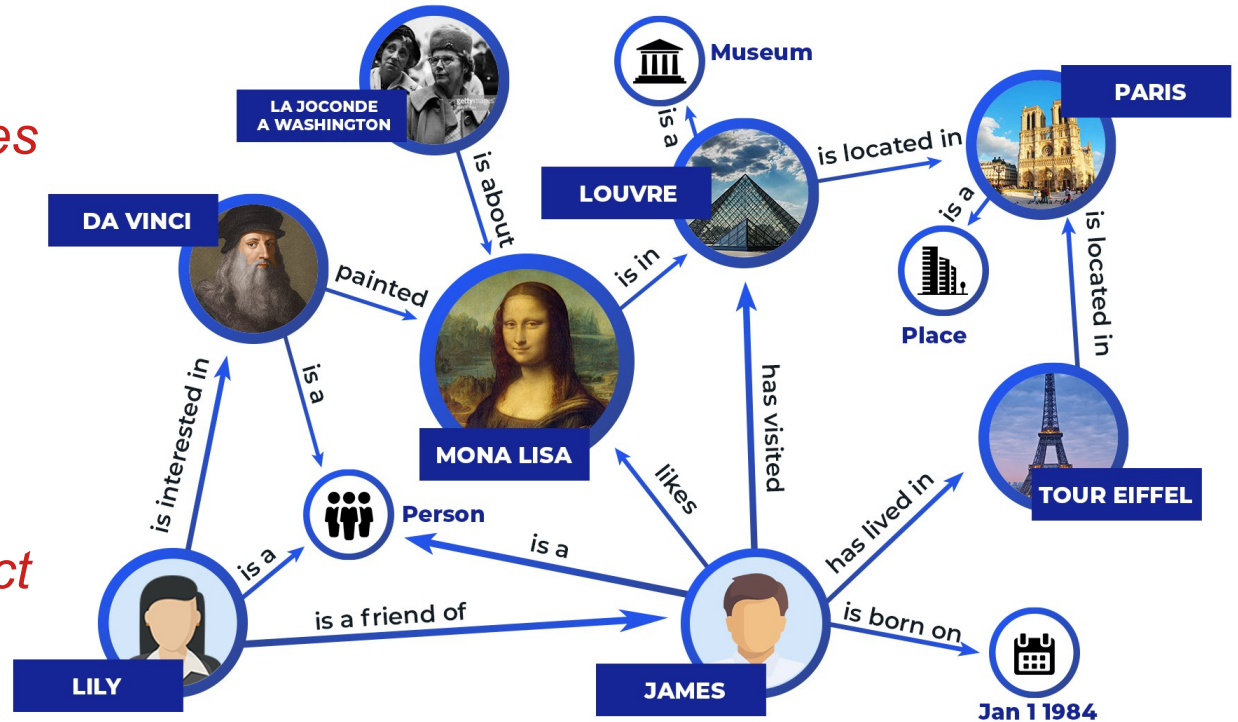 es
ct
LA JOCONDE
A WASHINGTON
gettyimages
Museum
is a
LOUVRE
is located in
PARIS
is a
Place
is located in
DA VINCI
is about
painted
is in
MONA LISA
is a
is interested in
Person
likes
has visited
has lived in
TOUR EIFFEL
is a
is a
is a friend of
is born on
LILY
JAMES
Jan 1 1984